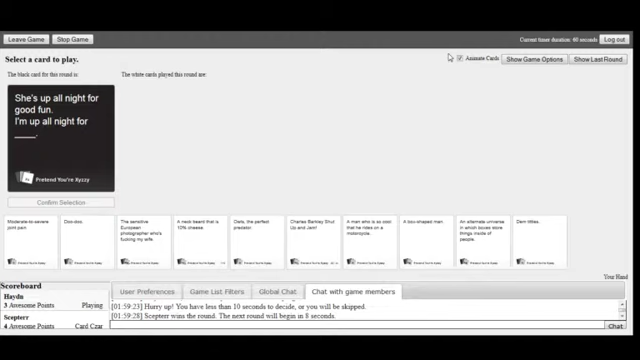 Leave Game Stop Game Current timer duration: 60 seconds Log out
Select a card to play. Animate Cards Show Game Options Show Last Round
The black card for this round is: The white cards played this round are:
She's up all night for
good fun.
I'm up all night for
____.
Pretend You're Xyzzy
Confirm Selection
Moderate-to-severe
joint pain
The sensitive
European
photographer who's
fucking my wife.
A neck beard that is
10% cheese
Owls, the perfect
predator.
Charles Barkley Shut
Up and Jam!
A man who is so cool
that he rides on a
motorcycle.
A box-shaped man.
An alternate universe
in which boxes store
things inside of
people.
Dem titties.
Your Hand
Scoreboard
Haydn
3 Awesome Points Playing
Scepterr
4 Awesome Points Card Czar
User Preferences Game List Filters Global Chat Chat with game members
[01:59:23] Hurry up! You have less than 10 seconds to decide, or you will be skipped.
[01:59:28] Scepterr wins the round. The next round will begin in 8 seconds.
Chat